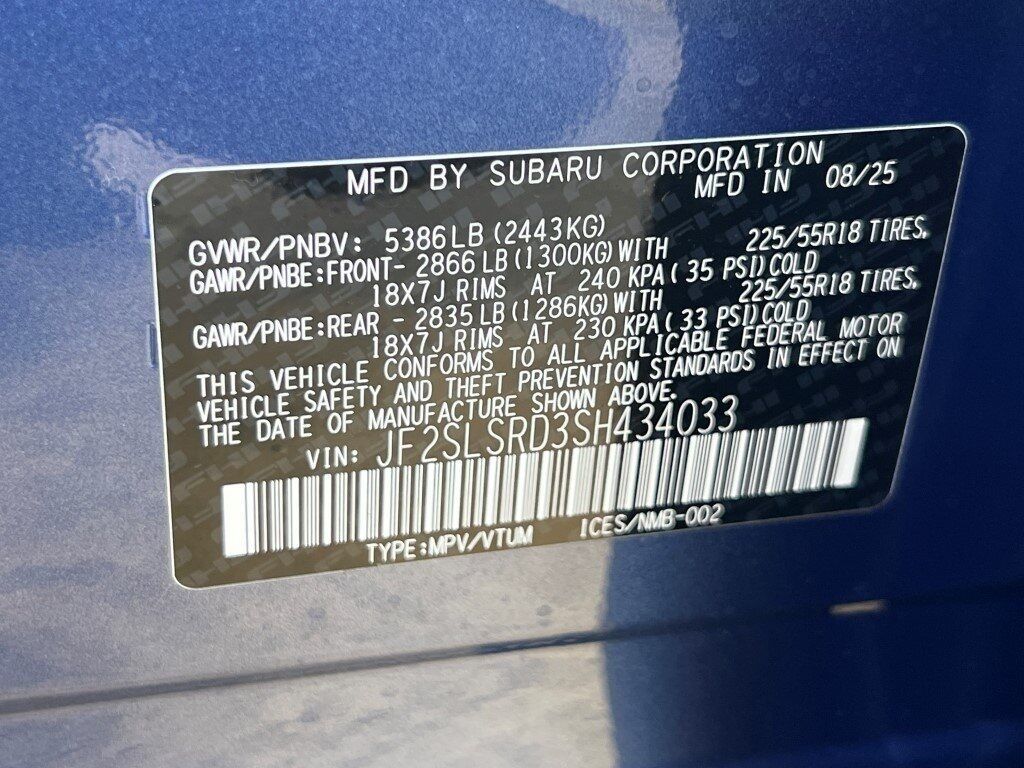 MFD BY SUBARU CORPORATION
MFD IN 08/25
GVWR/PNBV: 5386LB (2443KG)
GAWR/PNBE:FRONT- 2866 LB (1300KG) WITH 225/55R18 TIRES.
18X7J RIMS AT 240 KPA ( 35 PSI) COLD
GAWR/PNBE:REAR - 2835 LB (1286KG) WITH 225/55R18 TIRES.
18X7J RIMS AT 230 KPA ( 33 PSI) COLD
THIS VEHICLE CONFORMS TO ALL APPLICABLE FEDERAL MOTOR
VEHICLE SAFETY AND THEFT PREVENTION STANDARDS IN EFFECT ON
THE DATE OF MANUFACTURE SHOWN ABOVE.
VIN: JF2SLSRD3SH434033
TYPE:MPV/VTUM ICES/NMB-002